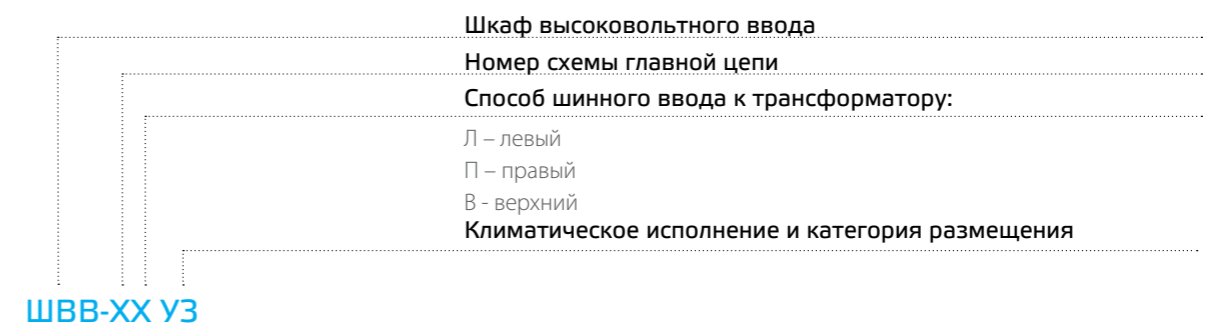 Шкаф высоковольтного ввода
Номер схемы главной цепи
Способ шинного ввода к трансформатору:
Л – левый
П – правый
В - верхний
Климатическое исполнение и категория размещения
ШВВ-ХХ У3